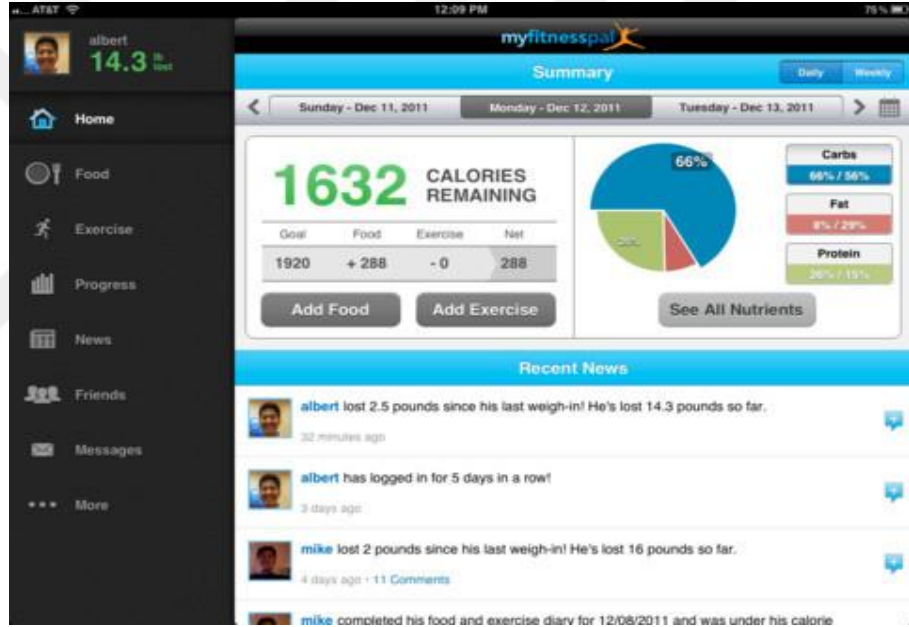 AT&T
12:09 PM
75%
albert
14.3 lb lost
Home
Food
Exercise
Progress
News
Friends
Messages
More
myfitnesspal
Summary
Daily Weekly
Sunday - Dec 11, 2011 Monday - Dec 12, 2011 Tuesday - Dec 13, 2011
1632 CALORIES REMAINING
Goal Food Exercise Net
1920 + 288 - 0 288
Add Food Add Exercise
66%
26%
Carbs
66% / 56%
Fat
8% / 29%
Protein
26% / 15%
See All Nutrients
Recent News
albert lost 2.5 pounds since his last weigh-in! He's lost 14.3 pounds so far.
32 minutes ago
albert has logged in for 5 days in a row!
3 days ago
mike lost 2 pounds since his last weigh-in! He's lost 16 pounds so far.
4 days ago · 11 Comments
mike completed his food and exercise diary for 12/08/2011 and was under his calorie